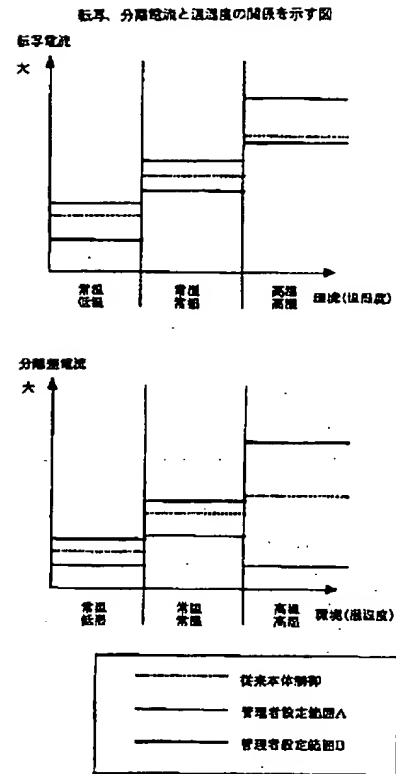 転写、分離電流と温湿度の関係を示す図
転写電流
大
常温 常温 高温
低湿 常湿 高湿
環境(温湿度)
分離電流
大
常温 常温 高温
低湿 常湿 高湿
環境(温湿度)
従来本体制御
管理者設定範囲A
管理者設定範囲B